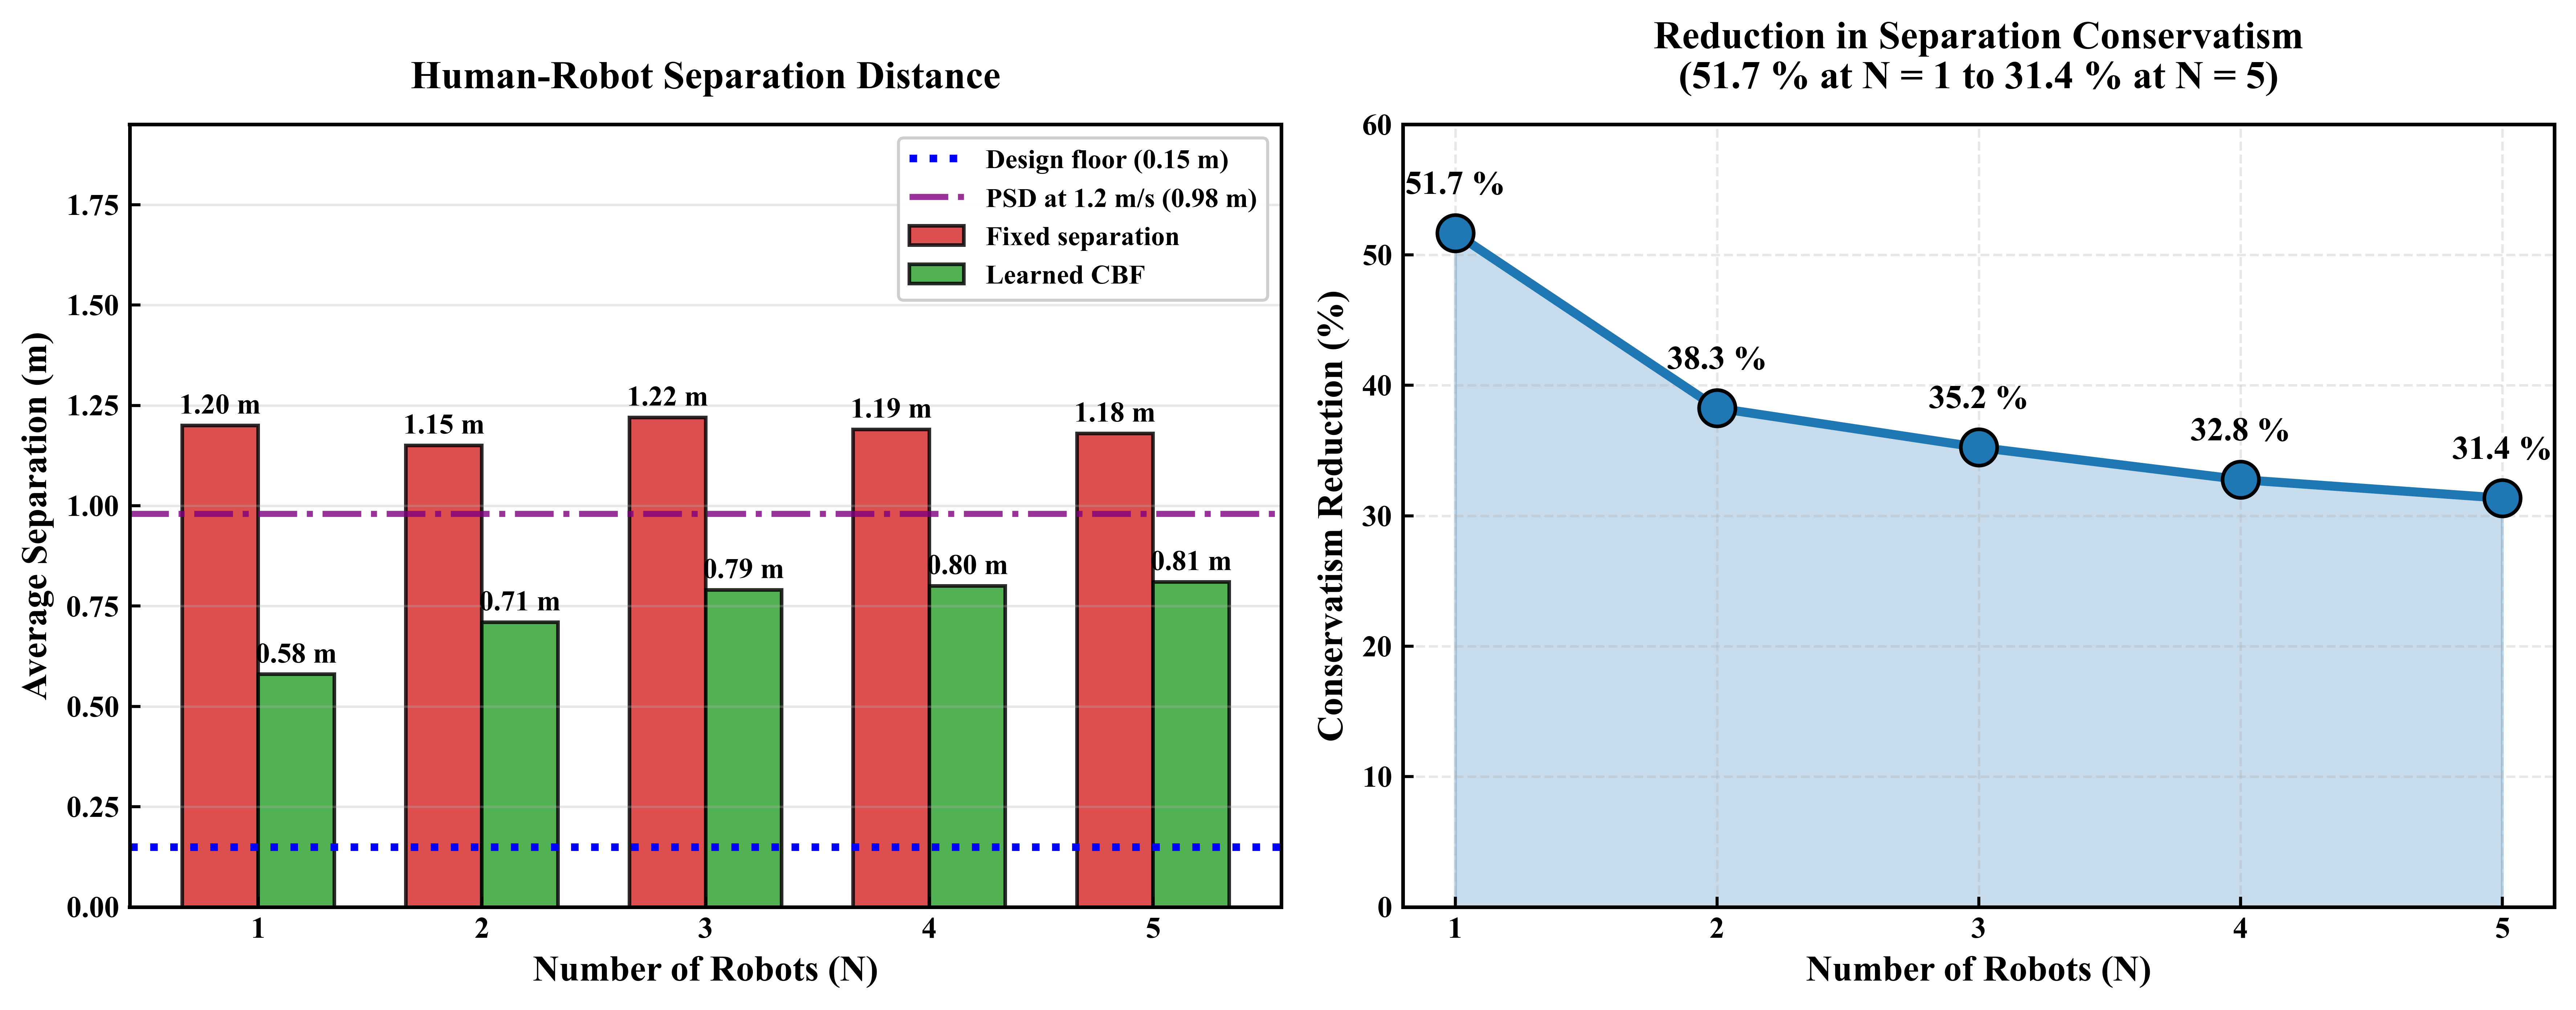 Human-Robot Separation Distance
Average Separation (m)
1.75
1.50
1.25
1.00
0.75
0.50
0.25
0.00
Design floor (0.15 m)
PSD at 1.2 m/s (0.98 m)
Fixed separation
Learned CBF
1.20 m
0.58 m
1.15 m
0.71 m
1.22 m
0.79 m
1.19 m
0.80 m
1.18 m
0.81 m
1 2 3 4 5
Number of Robots (N)
Reduction in Separation Conservatism
(51.7 % at N = 1 to 31.4 % at N = 5)
Conservatism Reduction (%)
60
50
40
30
20
10
0
51.7 %
38.3 %
35.2 %
32.8 %
31.4 %
1 2 3 4 5
Number of Robots (N)